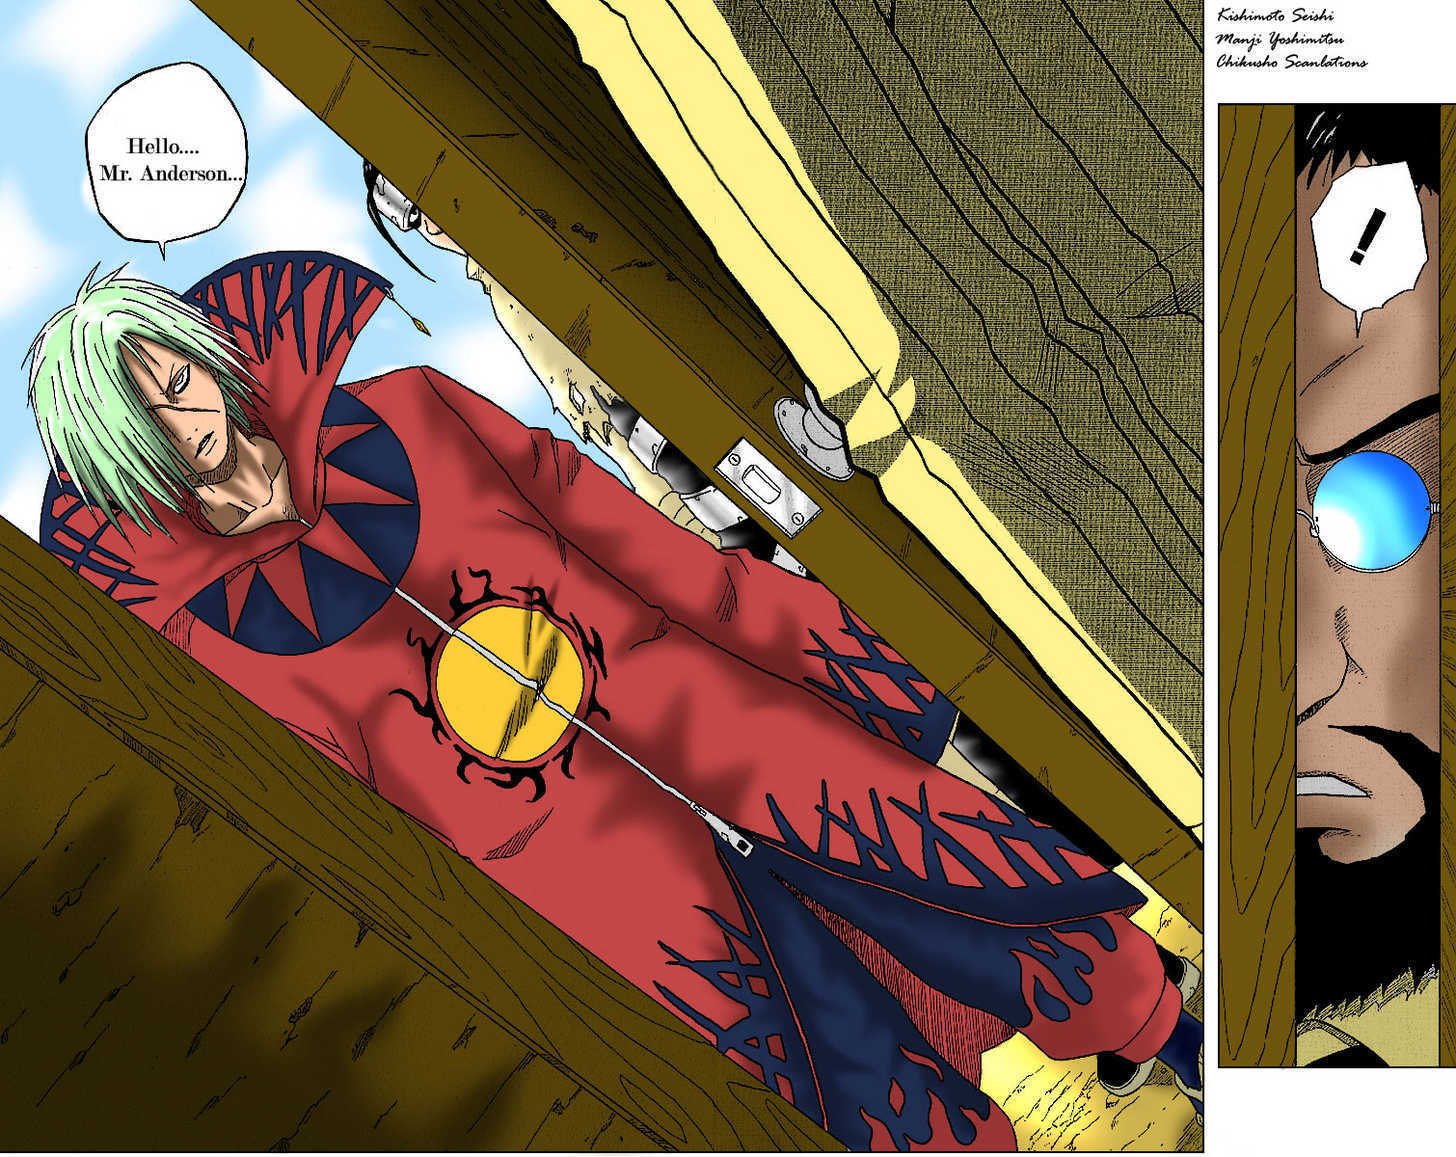 Hello....
Mr. Anderson...
Kishimoto Seishi
Manji Yoshimitsu
Chikusho Scanlations
!